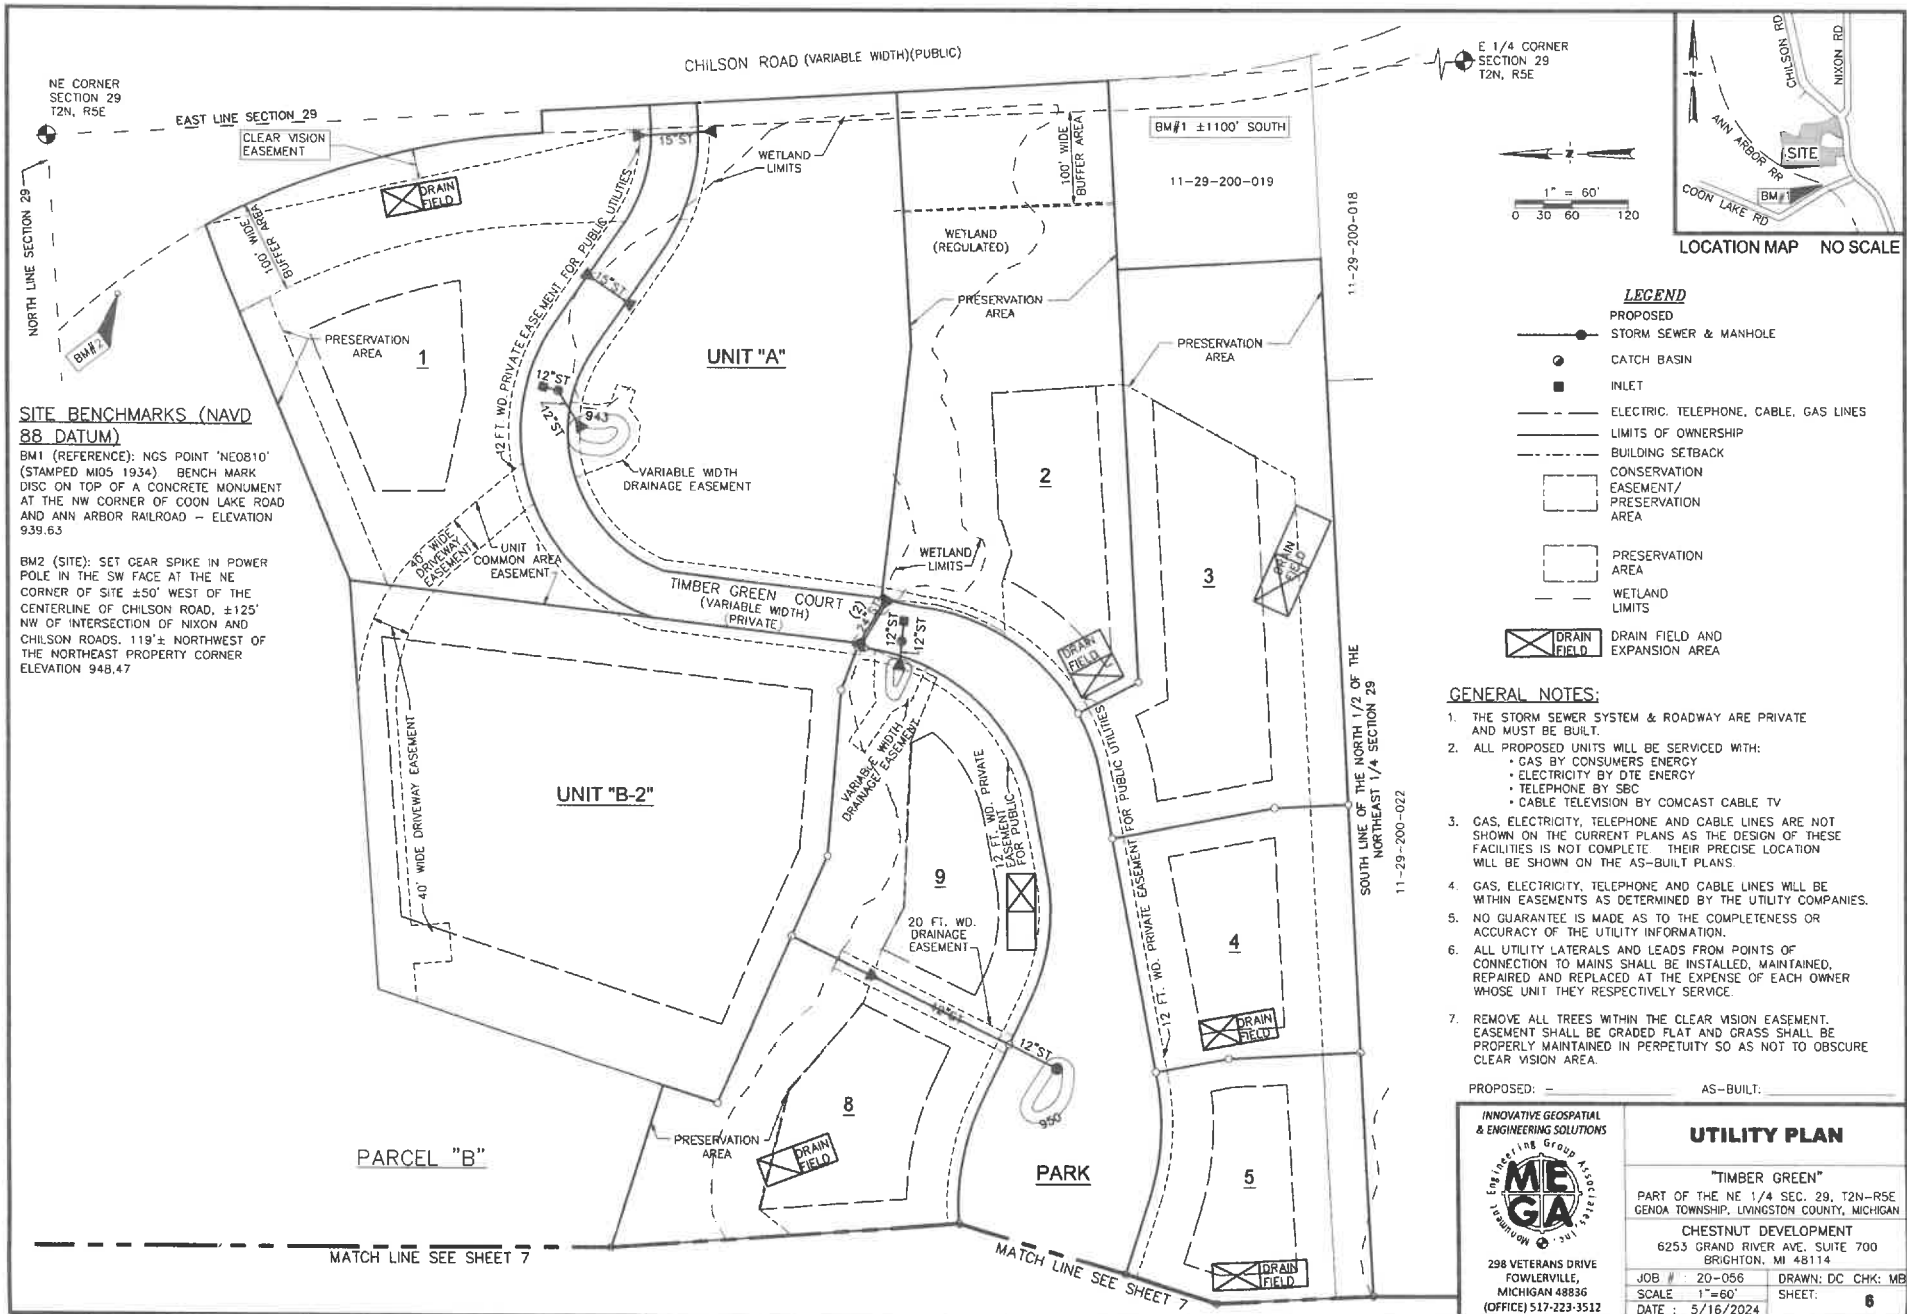 CHILSON ROAD (VARIABLE WIDTH)(PUBLIC)
NE CORNER
SECTION 29
T2N, R5E
EAST LINE SECTION 29
CLEAR VISION
EASEMENT
E 1/4 CORNER
SECTION 29
T2N, R5E
NORTH LINE SECTION 29
BM#2
100' WIDE
BUFFER AREA
DRAIN
FIELD
15"ST
WETLAND
LIMITS
100' WIDE
BUFFER AREA
BM#1 ±1100' SOUTH
11-29-200-019
11-29-200-018
WETLAND
(REGULATED)
PRESERVATION
AREA
PRESERVATION
AREA
PRESERVATION
AREA
1
UNIT "A"
12 FT WD. PRIVATE EASEMENT FOR PUBLIC UTILITIES
15"ST
12"ST
12"ST
943
VARIABLE WIDTH
DRAINAGE EASEMENT
2
3
DRAIN
FIELD
40' WIDE
DRIVEWAY
EASEMENT
UNIT 1
COMMON AREA
EASEMENT
WETLAND
LIMITS
TIMBER GREEN COURT
(VARIABLE WIDTH)
(PRIVATE)
(2)
24"ST
12"ST
12"ST
DRAIN
FIELD
40' WIDE DRIVEWAY EASEMENT
UNIT "B-2"
VARIABLE WIDTH
DRAINAGE EASEMENT
12 FT. WD. PRIVATE
EASEMENT
FOR PUBLIC
9
20 FT. WD.
DRAINAGE
EASEMENT
12 FT. WD. PRIVATE EASEMENT FOR PUBLIC UTILITIES
SOUTH LINE OF THE NORTH 1/2 OF THE
NORTHEAST 1/4 SECTION 29
11-29-200-022
4
DRAIN
FIELD
12"ST
950
8
PRESERVATION
AREA
DRAIN
FIELD
PARCEL "B"
PARK
5
DRAIN
FIELD
MATCH LINE SEE SHEET 7
MATCH LINE SEE SHEET 7
SITE BENCHMARKS (NAVD
88 DATUM)
BM1 (REFERENCE): NGS POINT 'NE0810'
(STAMPED MI05 1934) BENCH MARK
DISC ON TOP OF A CONCRETE MONUMENT
AT THE NW CORNER OF COON LAKE ROAD
AND ANN ARBOR RAILROAD – ELEVATION
939.63
BM2 (SITE): SET GEAR SPIKE IN POWER
POLE IN THE SW FACE AT THE NE
CORNER OF SITE ±50' WEST OF THE
CENTERLINE OF CHILSON ROAD, ±125'
NW OF INTERSECTION OF NIXON AND
CHILSON ROADS. 119'± NORTHWEST OF
THE NORTHEAST PROPERTY CORNER
ELEVATION 948.47
Z
1" = 60'
0 30 60 120
CHILSON RD
NIXON RD
ANN ARBOR RR
SITE
BM#1
COON LAKE RD
LOCATION MAP NO SCALE
LEGEND
PROPOSED
STORM SEWER & MANHOLE
CATCH BASIN
INLET
ELECTRIC, TELEPHONE, CABLE, GAS LINES
LIMITS OF OWNERSHIP
BUILDING SETBACK
CONSERVATION
EASEMENT/
PRESERVATION
AREA
PRESERVATION
AREA
WETLAND
LIMITS
DRAIN
FIELD
DRAIN FIELD AND
EXPANSION AREA
GENERAL NOTES:
1. THE STORM SEWER SYSTEM & ROADWAY ARE PRIVATE
AND MUST BE BUILT.
2. ALL PROPOSED UNITS WILL BE SERVICED WITH:
• GAS BY CONSUMERS ENERGY
• ELECTRICITY BY DTE ENERGY
• TELEPHONE BY SBC
• CABLE TELEVISION BY COMCAST CABLE TV
3. GAS, ELECTRICITY, TELEPHONE AND CABLE LINES ARE NOT
SHOWN ON THE CURRENT PLANS AS THE DESIGN OF THESE
FACILITIES IS NOT COMPLETE THEIR PRECISE LOCATION
WILL BE SHOWN ON THE AS-BUILT PLANS.
4. GAS, ELECTRICITY, TELEPHONE AND CABLE LINES WILL BE
WITHIN EASEMENTS AS DETERMINED BY THE UTILITY COMPANIES.
5. NO GUARANTEE IS MADE AS TO THE COMPLETENESS OR
ACCURACY OF THE UTILITY INFORMATION.
6. ALL UTILITY LATERALS AND LEADS FROM POINTS OF
CONNECTION TO MAINS SHALL BE INSTALLED, MAINTAINED,
REPAIRED AND REPLACED AT THE EXPENSE OF EACH OWNER
WHOSE UNIT THEY RESPECTIVELY SERVICE.
7. REMOVE ALL TREES WITHIN THE CLEAR VISION EASEMENT.
EASEMENT SHALL BE GRADED FLAT AND GRASS SHALL BE
PROPERLY MAINTAINED IN PERPETUITY SO AS NOT TO OBSCURE
CLEAR VISION AREA.
PROPOSED: – AS-BUILT:
INNOVATIVE GEOSPATIAL
& ENGINEERING SOLUTIONS
Monument Engineering Group Associates, Inc.
MEGA
298 VETERANS DRIVE
FOWLERVILLE,
MICHIGAN 48836
(OFFICE) 517-223-3512
UTILITY PLAN
"TIMBER GREEN"
PART OF THE NE 1/4 SEC. 29, T2N-R5E
GENOA TOWNSHIP, LIVINGSTON COUNTY, MICHIGAN
CHESTNUT DEVELOPMENT
6253 GRAND RIVER AVE. SUITE 700
BRIGHTON, MI 48114
JOB # : 20-056 DRAWN: DC CHK: MB
SCALE 1"=60' SHEET: 6
DATE : 5/16/2024